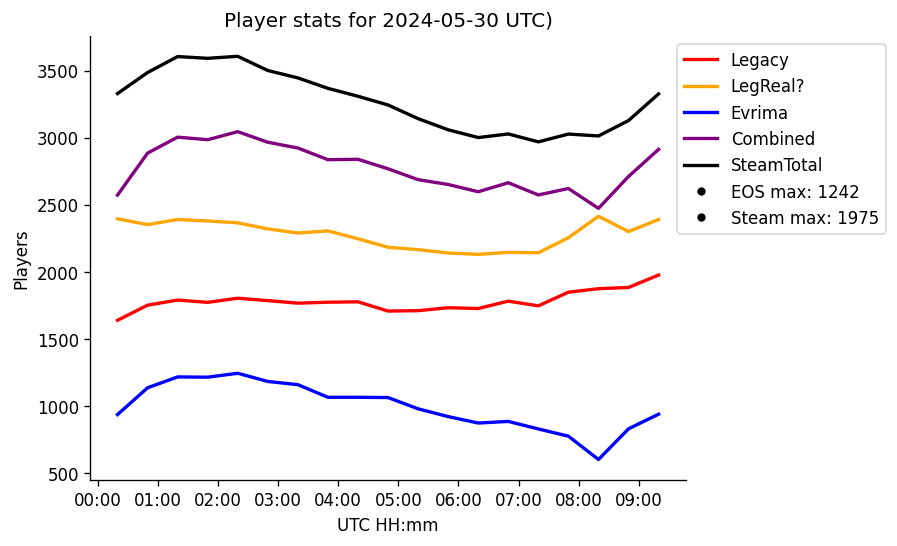 Player stats for 2024-05-30 UTC)
Legacy
LegReal?
Evrima
Combined
SteamTotal
EOS max: 1242
Steam max: 1975
Players
3500
3000
2500
2000
1500
1000
500
00:00 01:00 02:00 03:00 04:00 05:00 06:00 07:00 08:00 09:00
UTC HH:mm